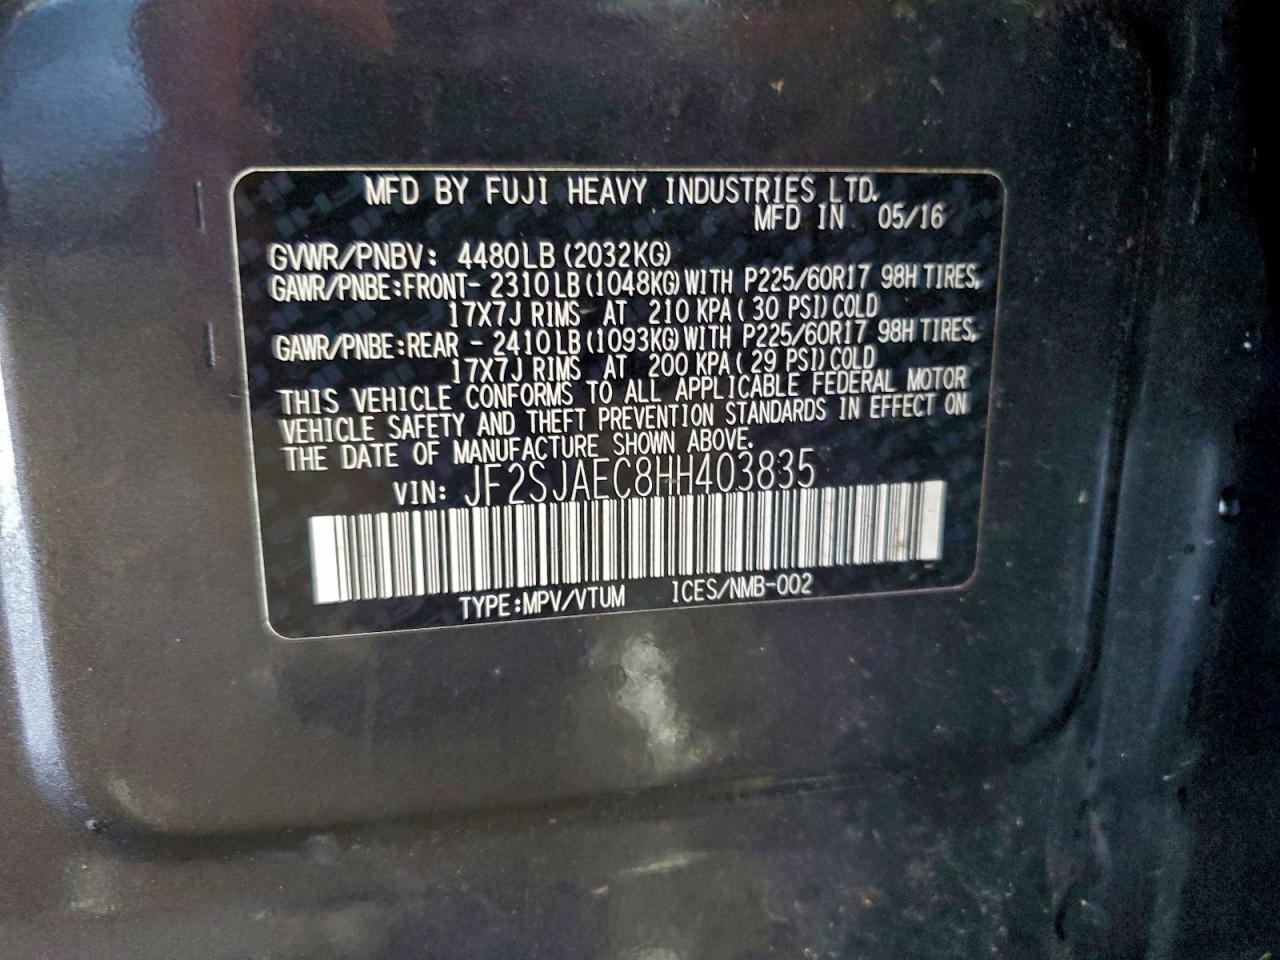 MFD BY FUJI HEAVY INDUSTRIES LTD.
MFD IN 05/16
GVWR/PNBV: 4480LB (2032KG)
GAWR/PNBE:FRONT- 2310LB (1048KG) WITH P225/60R17 98H TIRES,
17X7J RIMS AT 210 KPA (30 PSI) COLD
GAWR/PNBE:REAR - 2410LB (1093KG) WITH P225/60R17 98H TIRES,
17X7J RIMS AT 200 KPA (29 PSI) COLD
THIS VEHICLE CONFORMS TO ALL APPLICABLE FEDERAL MOTOR
VEHICLE SAFETY AND THEFT PREVENTION STANDARDS IN EFFECT ON
THE DATE OF MANUFACTURE SHOWN ABOVE.
VIN: JF2SJAEC8HH403835
TYPE:MPV/VTUM ICES/NMB-002